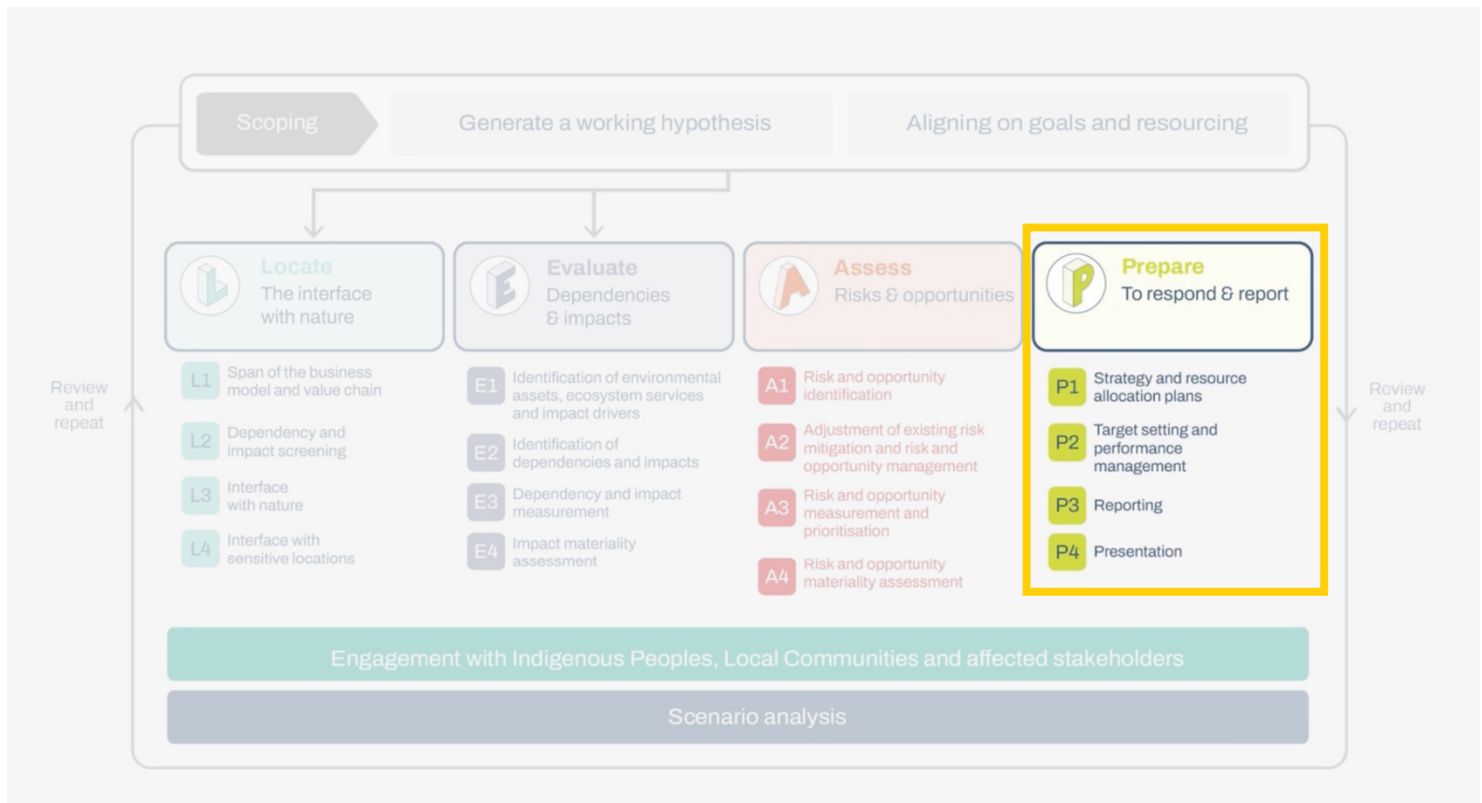 Scoping
Generate a working hypothesis
Aligning on goals and resourcing
Review
and
repeat
L
Locate
The interface
with nature
L1
Span of the business
model and value chain
L2
Dependency and
impact screening
L3
Interface
with nature
L4
Interface with
sensitive locations
E
Evaluate
Dependencies
& impacts
E1
Identification of environmental
assets, ecosystem services
and impact drivers
E2
Identification of
dependencies and impacts
E3
Dependency and impact
measurement
E4
Impact materiality
assessment
A
Assess
Risks & opportunities
A1
Risk and opportunity
identification
A2
Adjustment of existing risk
mitigation and risk and
opportunity management
A3
Risk and opportunity
measurement and
prioritisation
A4
Risk and opportunity
materiality assessment
P
Prepare
To respond & report
P1
Strategy and resource
allocation plans
P2
Target setting and
performance
management
P3
Reporting
P4
Presentation
Review
and
repeat
Engagement with Indigenous Peoples, Local Communities and affected stakeholders
Scenario analysis